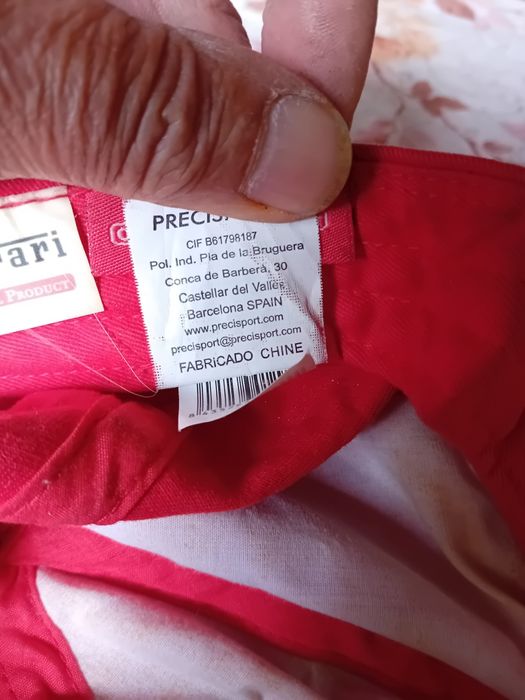 ari
PRODUCT
PRECIS
CIF B61798187
Pol. Ind. Pla de la Bruguera
Conca de Barberà, 30
Castellar del Vallès
Barcelona SPAIN
www.precisport.com
precisport@precisport.com
FABRiCADO CHINE